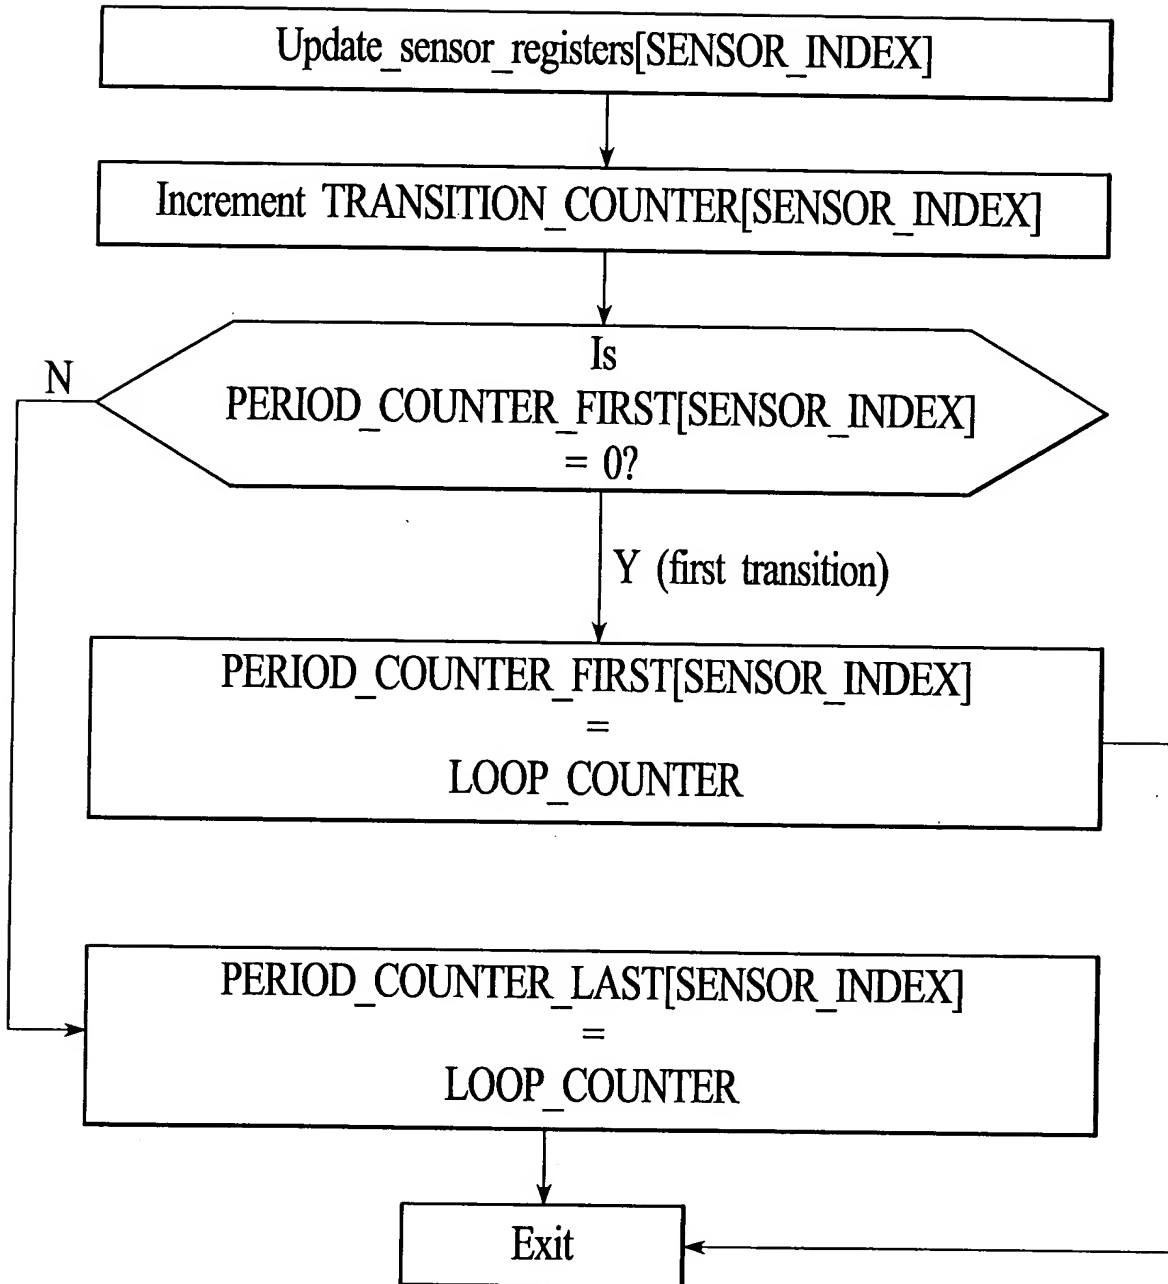 Update_sensor_registers[SENSOR_INDEX]
Increment TRANSITION_COUNTER[SENSOR_INDEX]
Is
N
PERIOD_COUNTER_FIRST[SENSOR_INDEX]
= 0?
Y (first transition)
PERIOD_COUNTER_FIRST[SENSOR_INDEX]
=
LOOP_COUNTER
PERIOD_COUNTER_LAST[SENSOR_INDEX]
=
LOOP_COUNTER
Exit